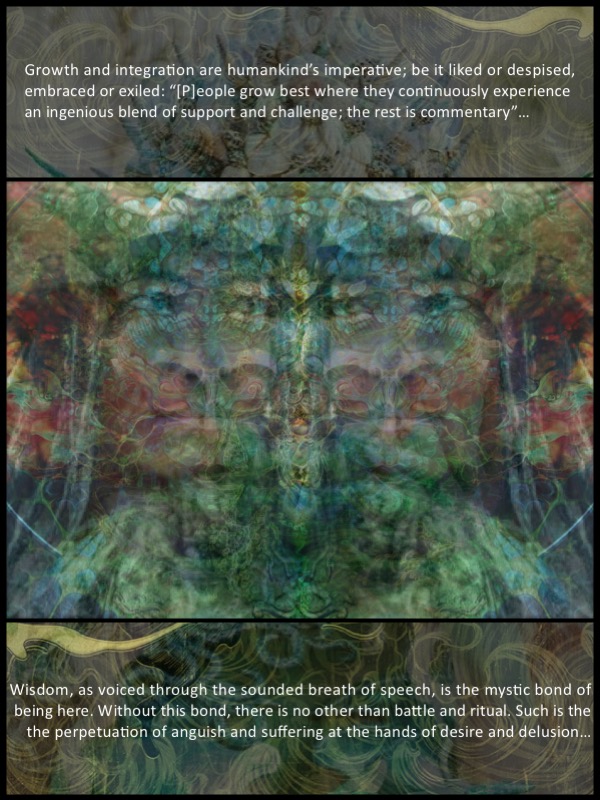 Growth and integration are humankind’s imperative; be it liked or despised,
embraced or exiled: “[P]eople grow best where they continuously experience
an ingenious blend of support and challenge; the rest is commentary”...
Wisdom, as voiced through the sounded breath of speech, is the mystic bond of
being here. Without this bond, there is no other than battle and ritual. Such is the
the perpetuation of anguish and suffering at the hands of desire and delusion...